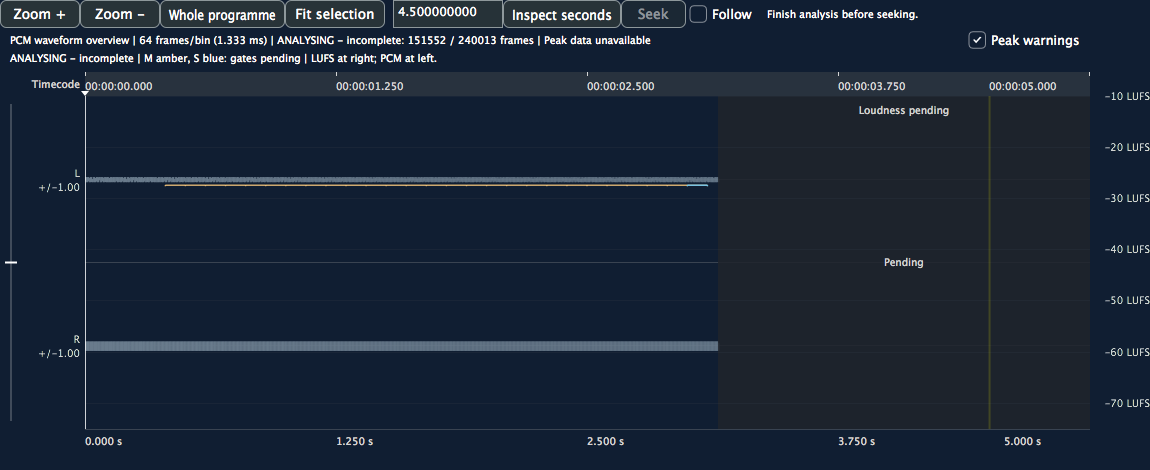 Zoom + Zoom – Whole programme Fit selection 4.500000000 Inspect seconds Seek Follow Finish analysis before seeking.
PCM waveform overview | 64 frames/bin (1.333 ms) | ANALYSING – incomplete: 151552 / 240013 frames | Peak data unavailable
Peak warnings
ANALYSING – incomplete | M amber, S blue: gates pending | LUFS at right; PCM at left.
Timecode 00:00:00.000 00:00:01.250 00:00:02.500 00:00:03.750 00:00:05.000
–10 LUFS
Loudness pending
–20 LUFS
L
+/–1.00
–30 LUFS
–40 LUFS
Pending
–50 LUFS
R
+/–1.00
–60 LUFS
–70 LUFS
0.000 s 1.250 s 2.500 s 3.750 s 5.000 s